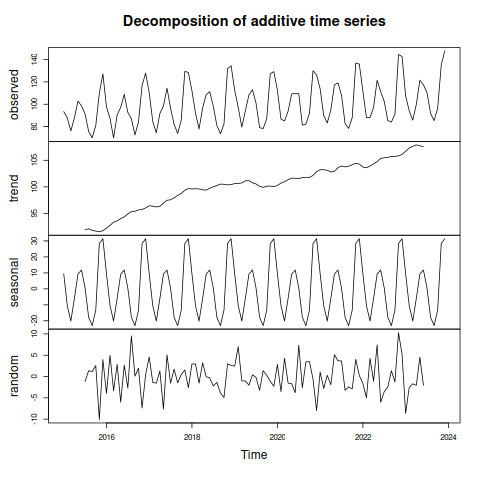 Decomposition of additive time series
observed
80 100 120 140
trend
95 100 105
seasonal
-20 0 10 20 30
random
-10 -5 0 5 10
2016 2018 2020 2022 2024
Time